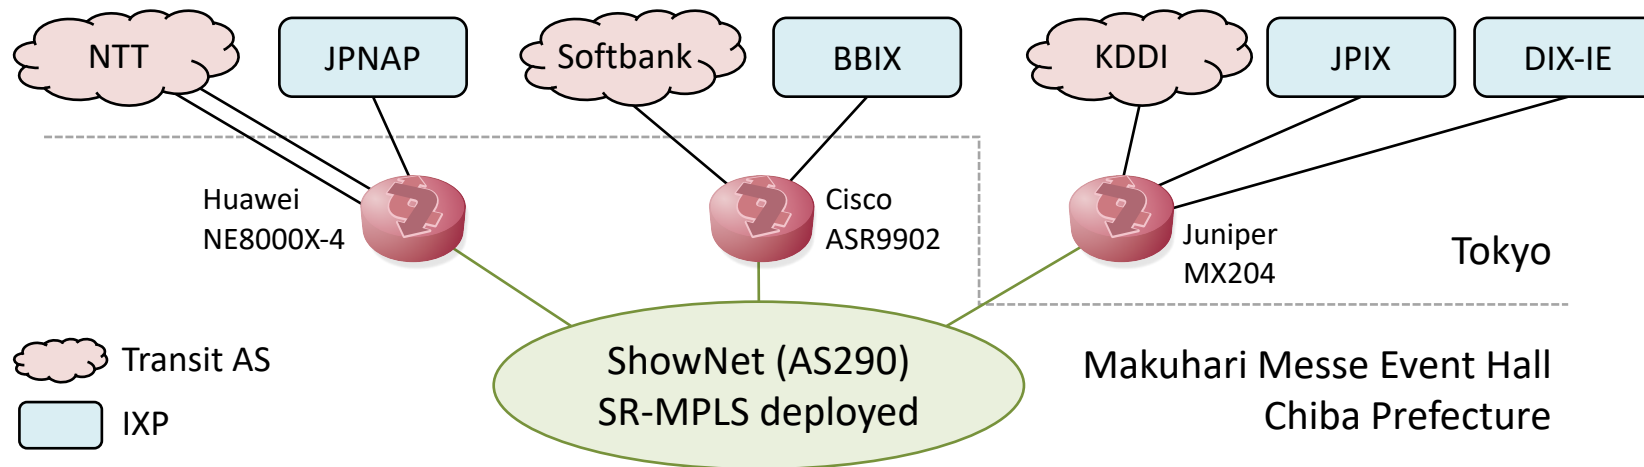 NTT
JPNAP
Softbank
BBIX
KDDI
JPIX
DIX-IE
Huawei
NE8000X-4
Cisco
ASR9902
Juniper
MX204
Tokyo
ShowNet (AS290)
SR-MPLS deployed
Makuhari Messe Event Hall
Chiba Prefecture
Transit AS
IXP